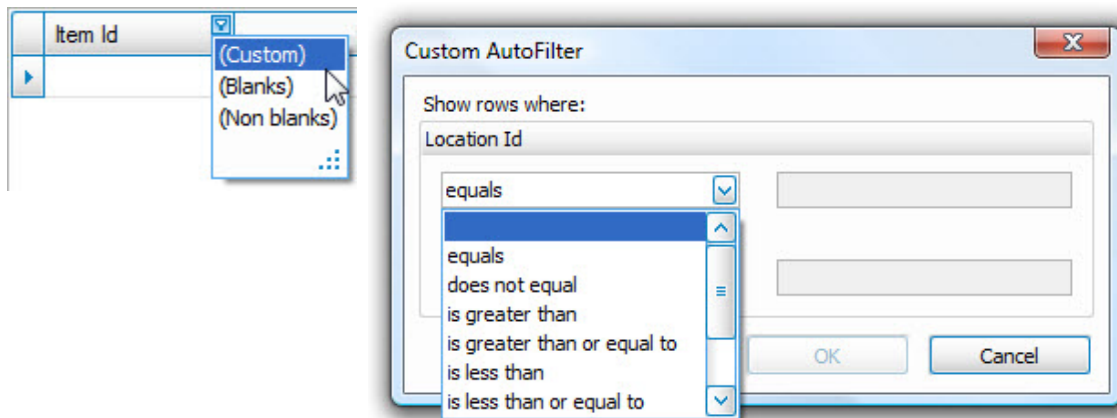 Item Id
(Custom)
(Blanks)
(Non blanks)
Custom AutoFilter
Show rows where:
Location Id
equals
equals
does not equal
is greater than
is greater than or equal to
is less than
is less than or equal to
OK
Cancel